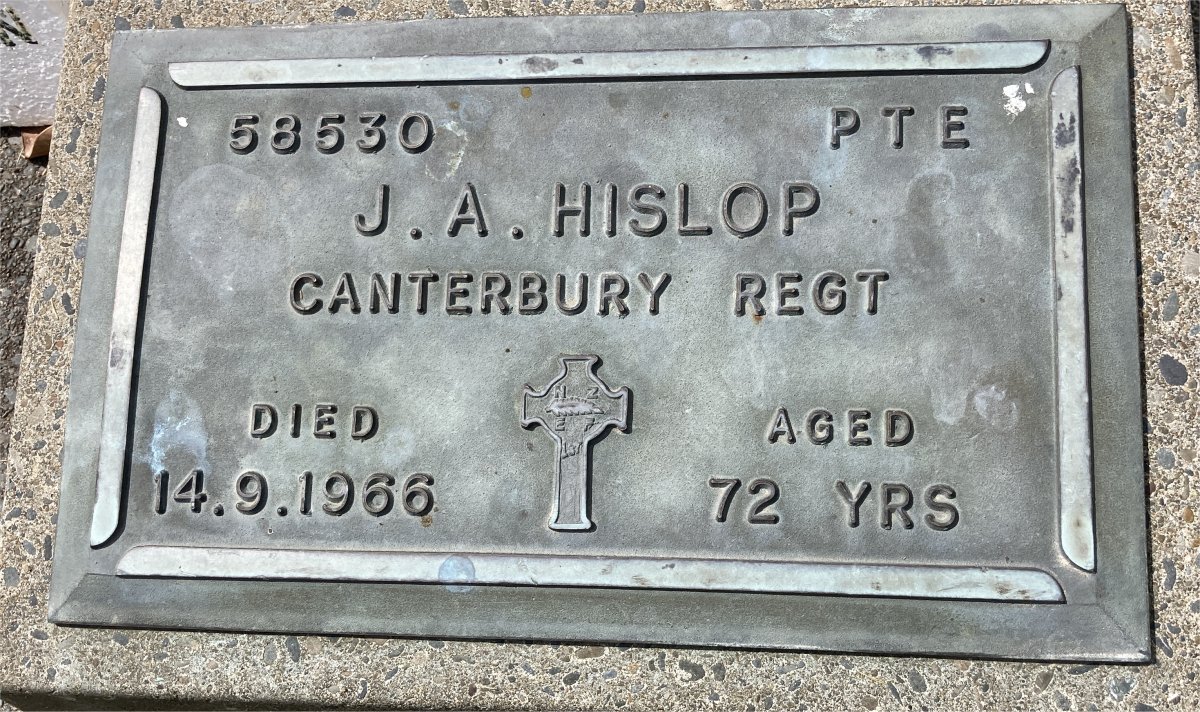 58530 PTE
J. A. HISLOP
CANTERBURY REGT
N Z
E F
DIED AGED
14.9.1966 72 YRS